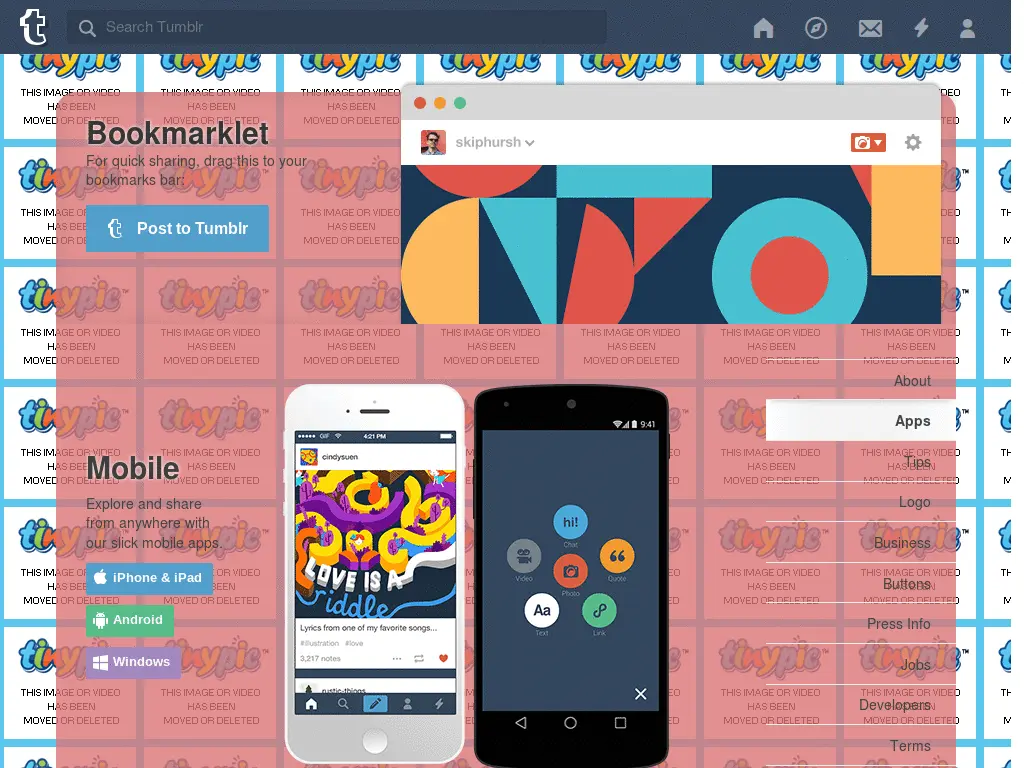 Search Tumblr
tinypic™
THIS IMAGE OR VIDEO
HAS BEEN
MOVED OR DELETED
Bookmarklet
For quick sharing, drag this to your
bookmarks bar:
Post to Tumblr
skiphursh
About
Apps
Tips
Logo
Business
Buttons
Press Info
Jobs
Developers
Terms
Mobile
Explore and share
from anywhere with
our slick mobile apps.
iPhone & iPad
Android
Windows
GIF 4:21 PM
cindysuen
LOVE IS A
riddle
Lyrics from one of my favorite songs...
#illustration #love
3,217 notes
rustic-things
9:41
hi!
Chat
Video
Quote
Photo
Aa
Text
Link